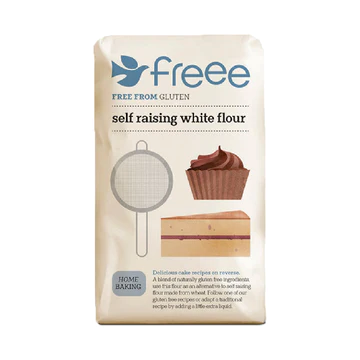 freee
FREE FROM GLUTEN
self raising white flour
HOME
BAKING
Delicious cake recipes on reverse.
A blend of naturally gluten free ingredients
use this flour as an alternative to self raising
flour made from wheat. Follow one of our
gluten free recipes or adapt a traditional
recipe by adding a little extra liquid.